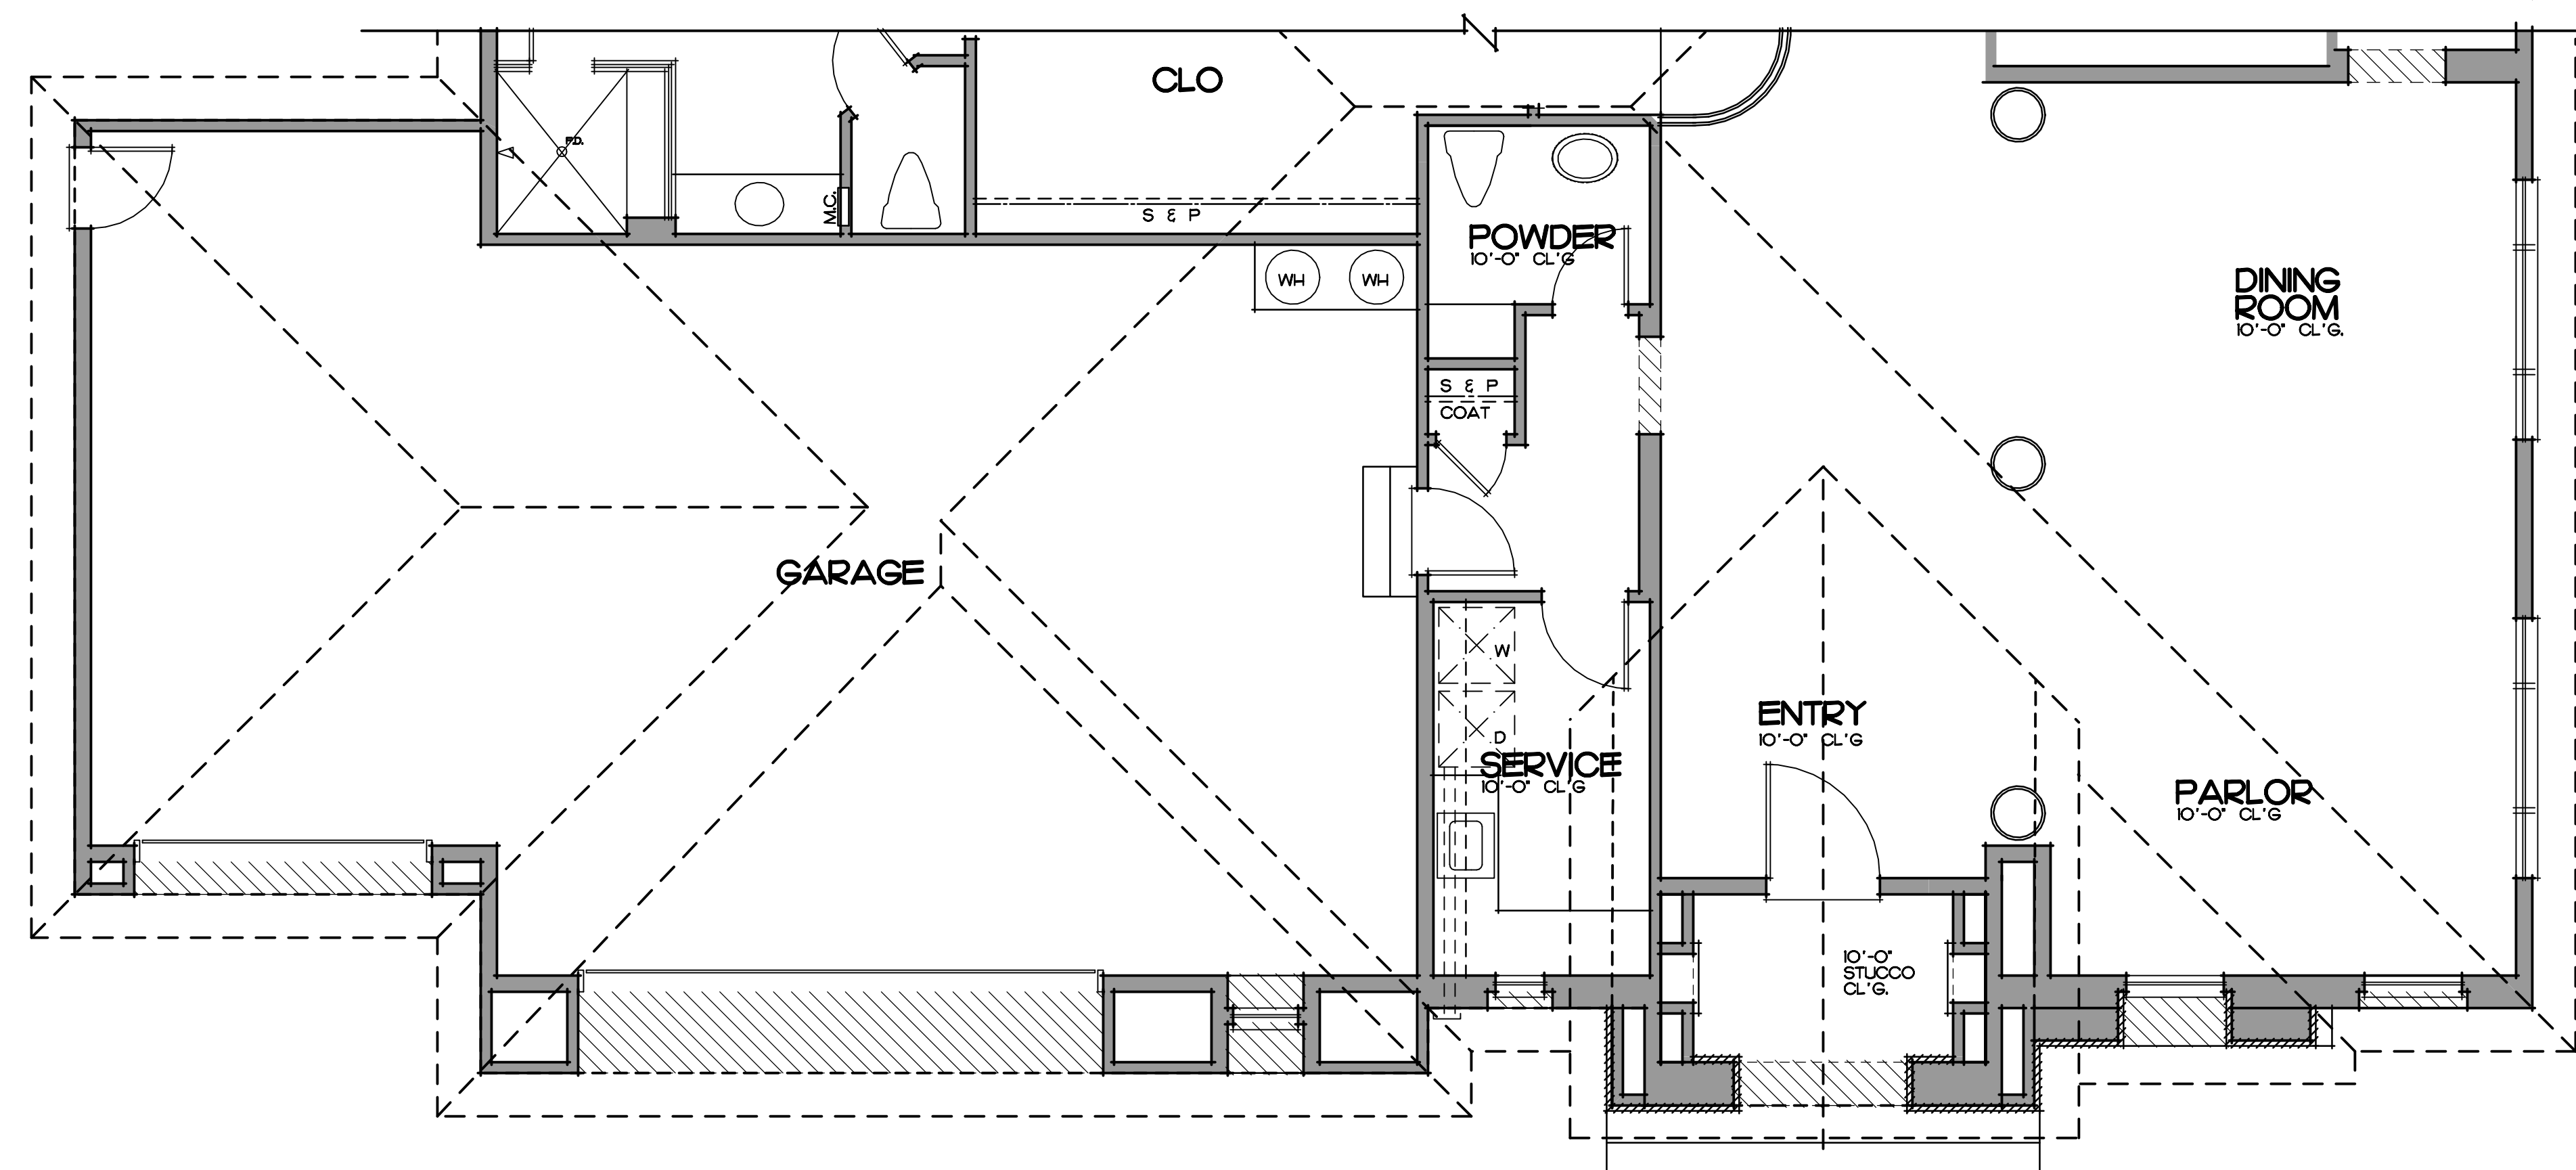 CLO
F.D.
M.C.
S & P
WH
WH
POWDER
10'-0" CL'G
S & P
COAT
DINING
ROOM
10'-0" CL'G.
GARAGE
W
D
SERVICE
10'-0" CL'G
ENTRY
10'-0" CL'G
PARLOR
10'-0" CL'G
10'-0"
STUCCO
CL'G.